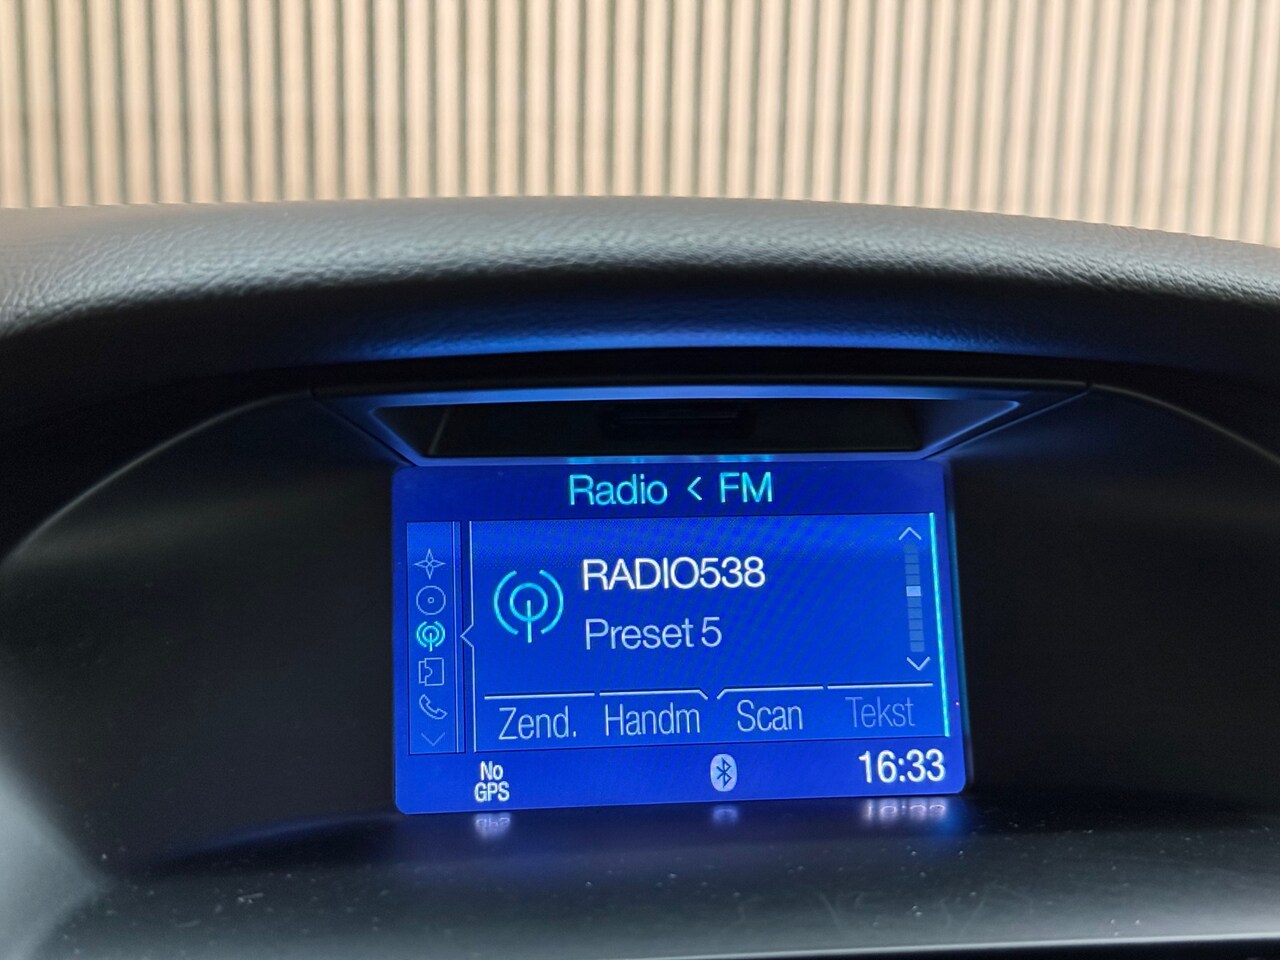 Radio < FM
RADIO538
Preset 5
Zend. Handm Scan Tekst
No
GPS
16:33